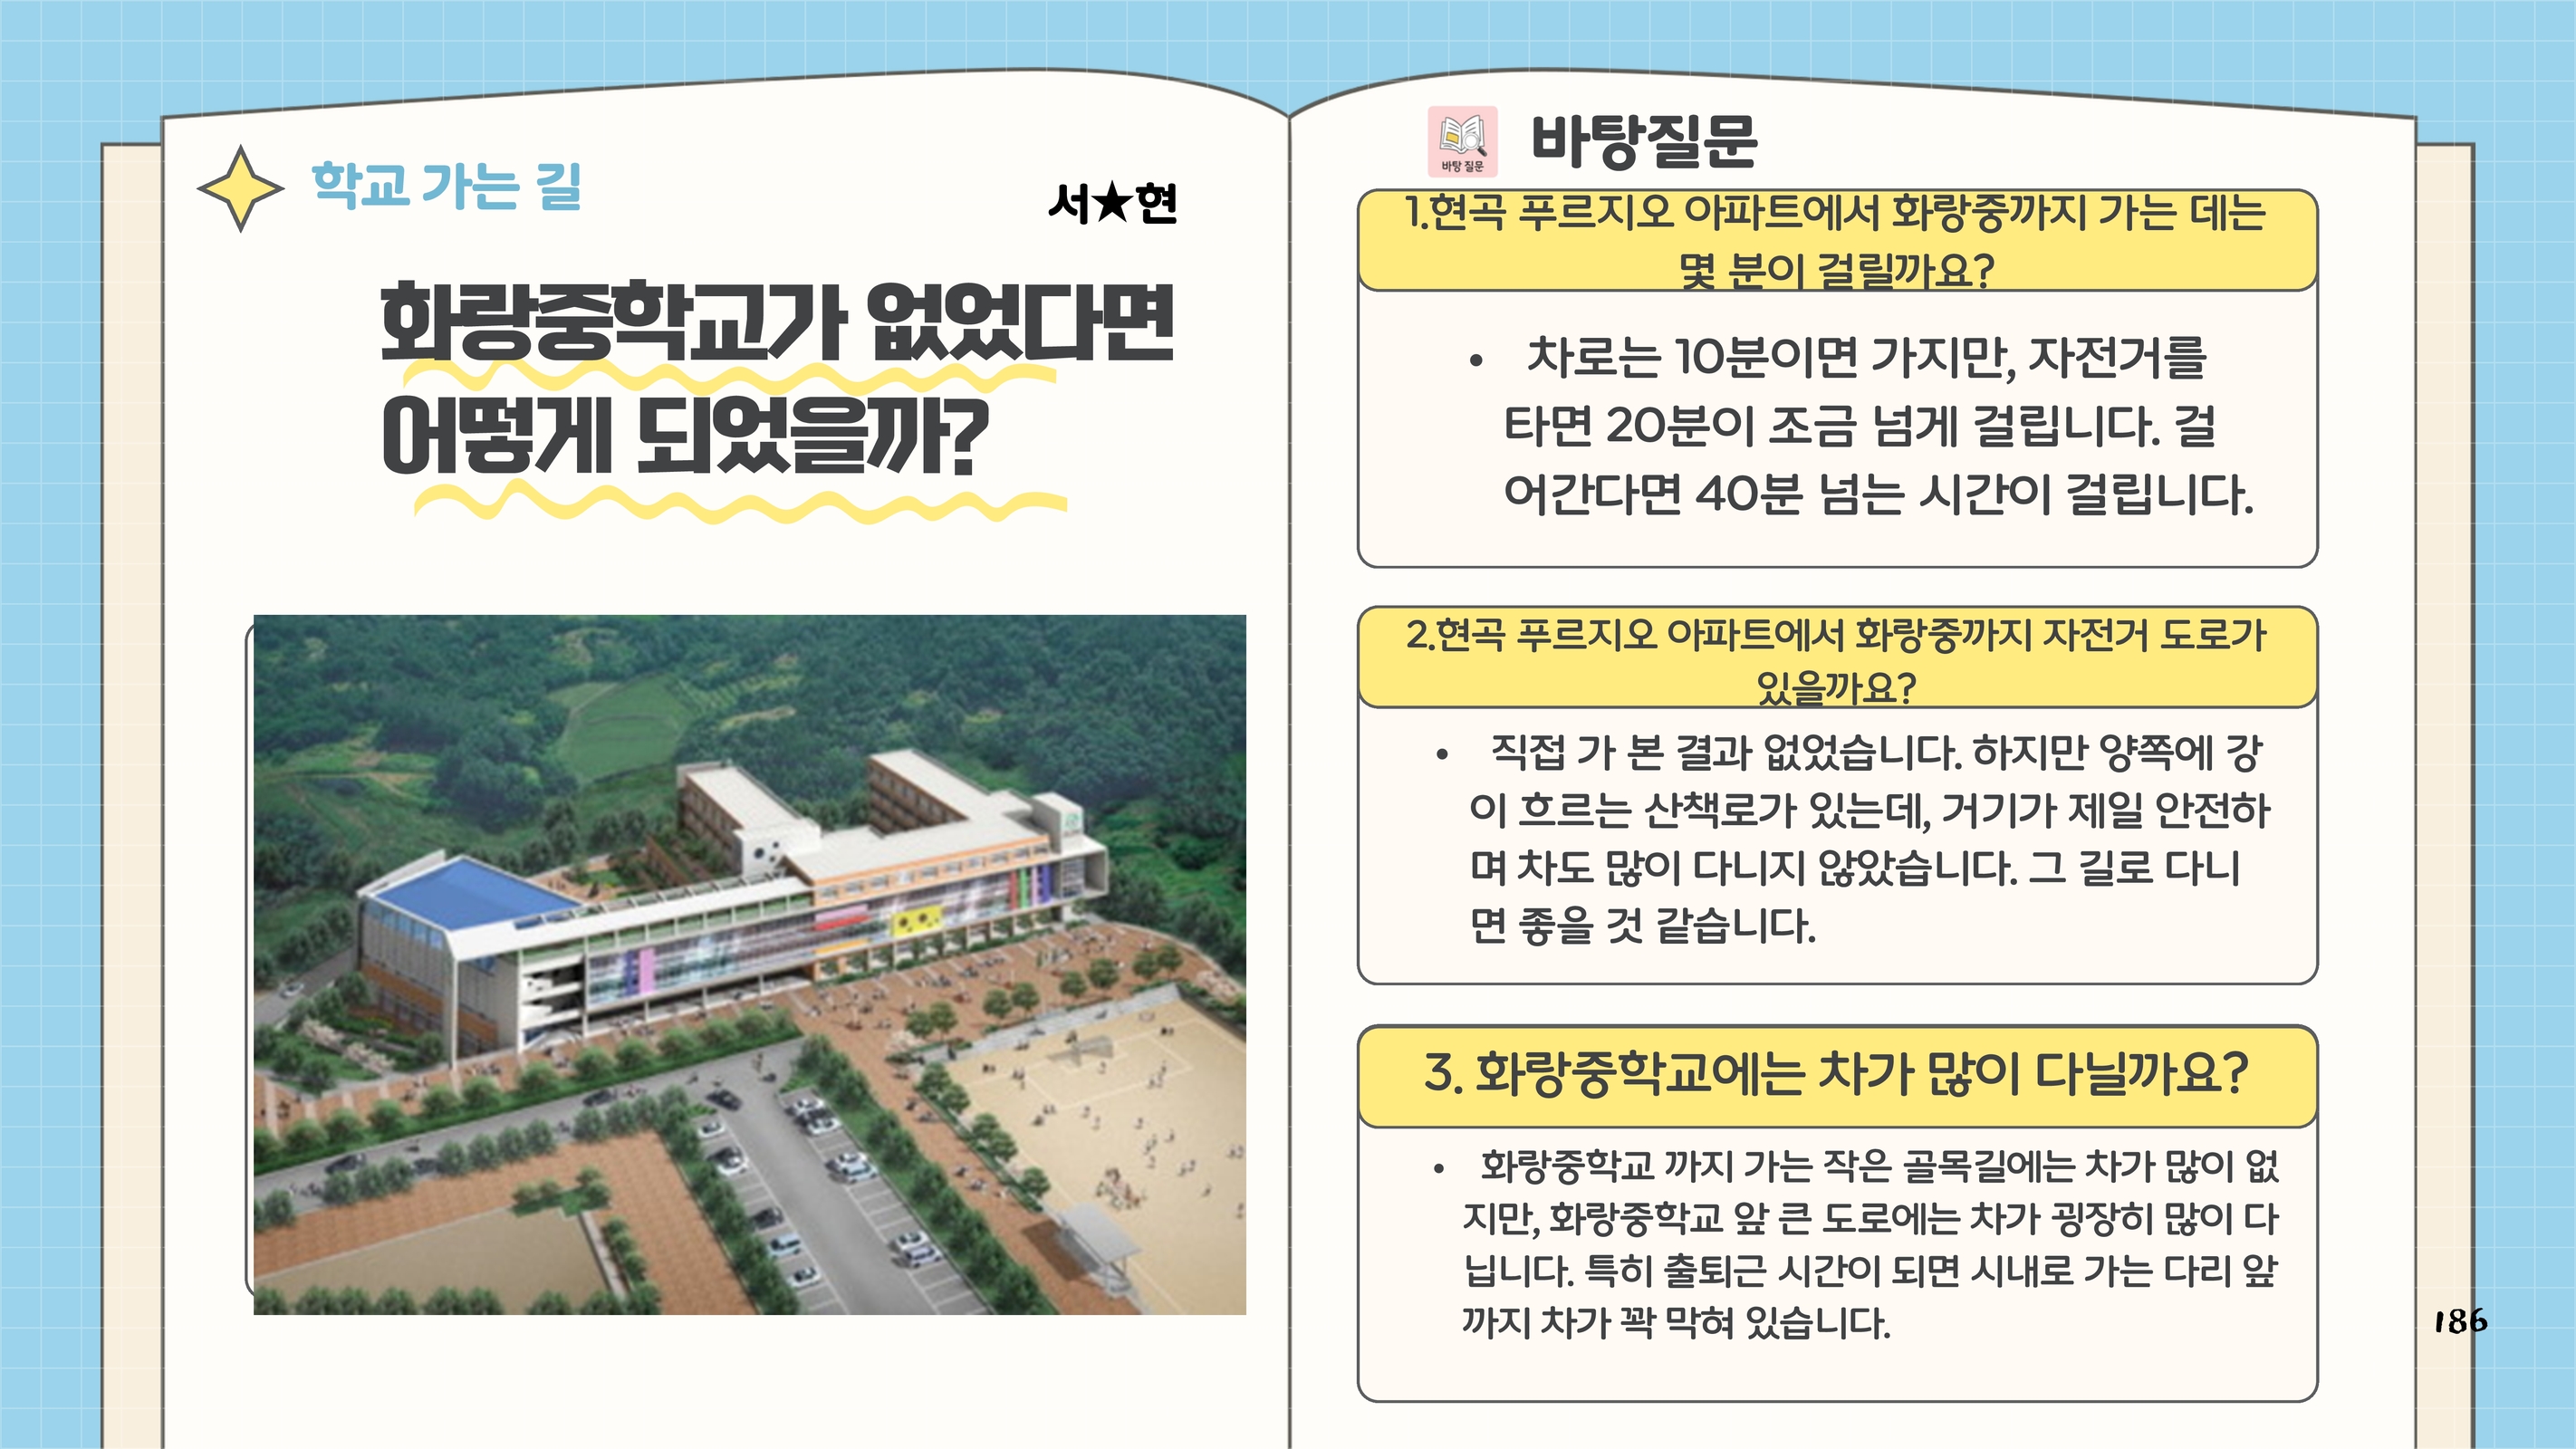 학교 가는 길
서★현
화랑중학교가 없었다면
어떻게 되었을까?
바탕 질문
바탕질문
1.현곡 푸르지오 아파트에서 화랑중까지 가는 데는
몇 분이 걸릴까요?
• 차로는 10분이면 가지만, 자전거를
타면 20분이 조금 넘게 걸립니다. 걸
어간다면 40분 넘는 시간이 걸립니다.
2.현곡 푸르지오 아파트에서 화랑중까지 자전거 도로가
있을까요?
• 직접 가 본 결과 없었습니다. 하지만 양쪽에 강
이 흐르는 산책로가 있는데, 거기가 제일 안전하
며 차도 많이 다니지 않았습니다. 그 길로 다니
면 좋을 것 같습니다.
3. 화랑중학교에는 차가 많이 다닐까요?
• 화랑중학교 까지 가는 작은 골목길에는 차가 많이 없
지만, 화랑중학교 앞 큰 도로에는 차가 굉장히 많이 다
닙니다. 특히 출퇴근 시간이 되면 시내로 가는 다리 앞
까지 차가 꽉 막혀 있습니다.
186